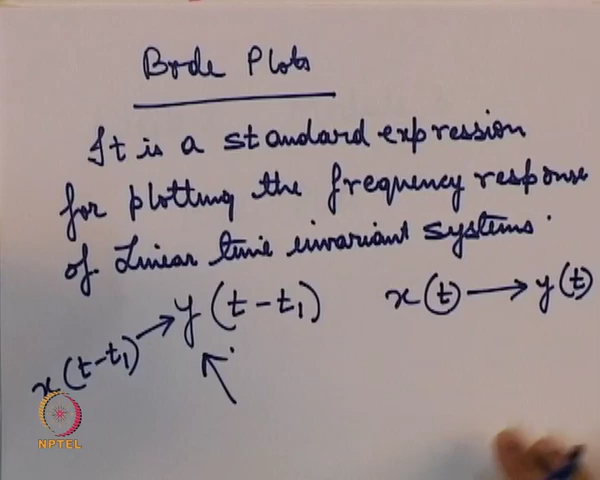 Bode Plots
It is a standard expression
for plotting the frequency response
of Linear time invariant systems.
x(t) → y(t)
x(t-t₁) → y(t-t₁)
NPTEL